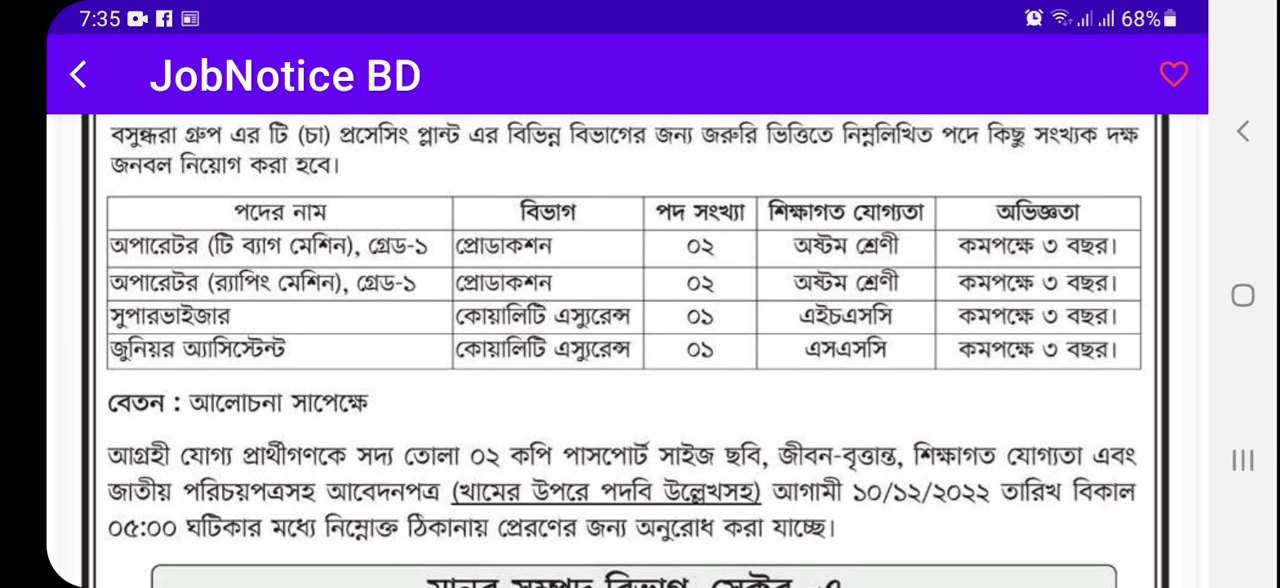 7:35 68%
JobNotice BD
বসুন্ধরা গ্রুপ এর টি (চা) প্রসেসিং প্লান্ট এর বিভিন্ন বিভাগের জন্য জরুরি ভিত্তিতে নিম্নলিখিত পদে কিছু সংখ্যক দক্ষ
জনবল নিয়োগ করা হবে।
পদের নাম বিভাগ পদ সংখ্যা শিক্ষাগত যোগ্যতা অভিজ্ঞতা
অপারেটর (টি ব্যাগ মেশিন), গ্রেড-১ প্রোডাকশন ০২ অষ্টম শ্রেণী কমপক্ষে ৩ বছর।
অপারেটর (র‍্যাপিং মেশিন), গ্রেড-১ প্রোডাকশন ০২ অষ্টম শ্রেণী কমপক্ষে ৩ বছর।
সুপারভাইজার কোয়ালিটি এস্যুরেন্স ০১ এইচএসসি কমপক্ষে ৩ বছর।
জুনিয়র অ্যাসিস্টেন্ট কোয়ালিটি এস্যুরেন্স ০১ এসএসসি কমপক্ষে ৩ বছর।
বেতন : আলোচনা সাপেক্ষে
আগ্রহী যোগ্য প্রার্থীগণকে সদ্য তোলা ০২ কপি পাসপোর্ট সাইজ ছবি, জীবন-বৃত্তান্ত, শিক্ষাগত যোগ্যতা এবং
জাতীয় পরিচয়পত্রসহ আবেদনপত্র (খামের উপরে পদবি উল্লেখসহ) আগামী ১০/১২/২০২২ তারিখ বিকাল
০৫:০০ ঘটিকার মধ্যে নিম্নোক্ত ঠিকানায় প্রেরণের জন্য অনুরোধ করা যাচ্ছে।
মানব সম্পদ বিভাগ, সেক্টর-এ